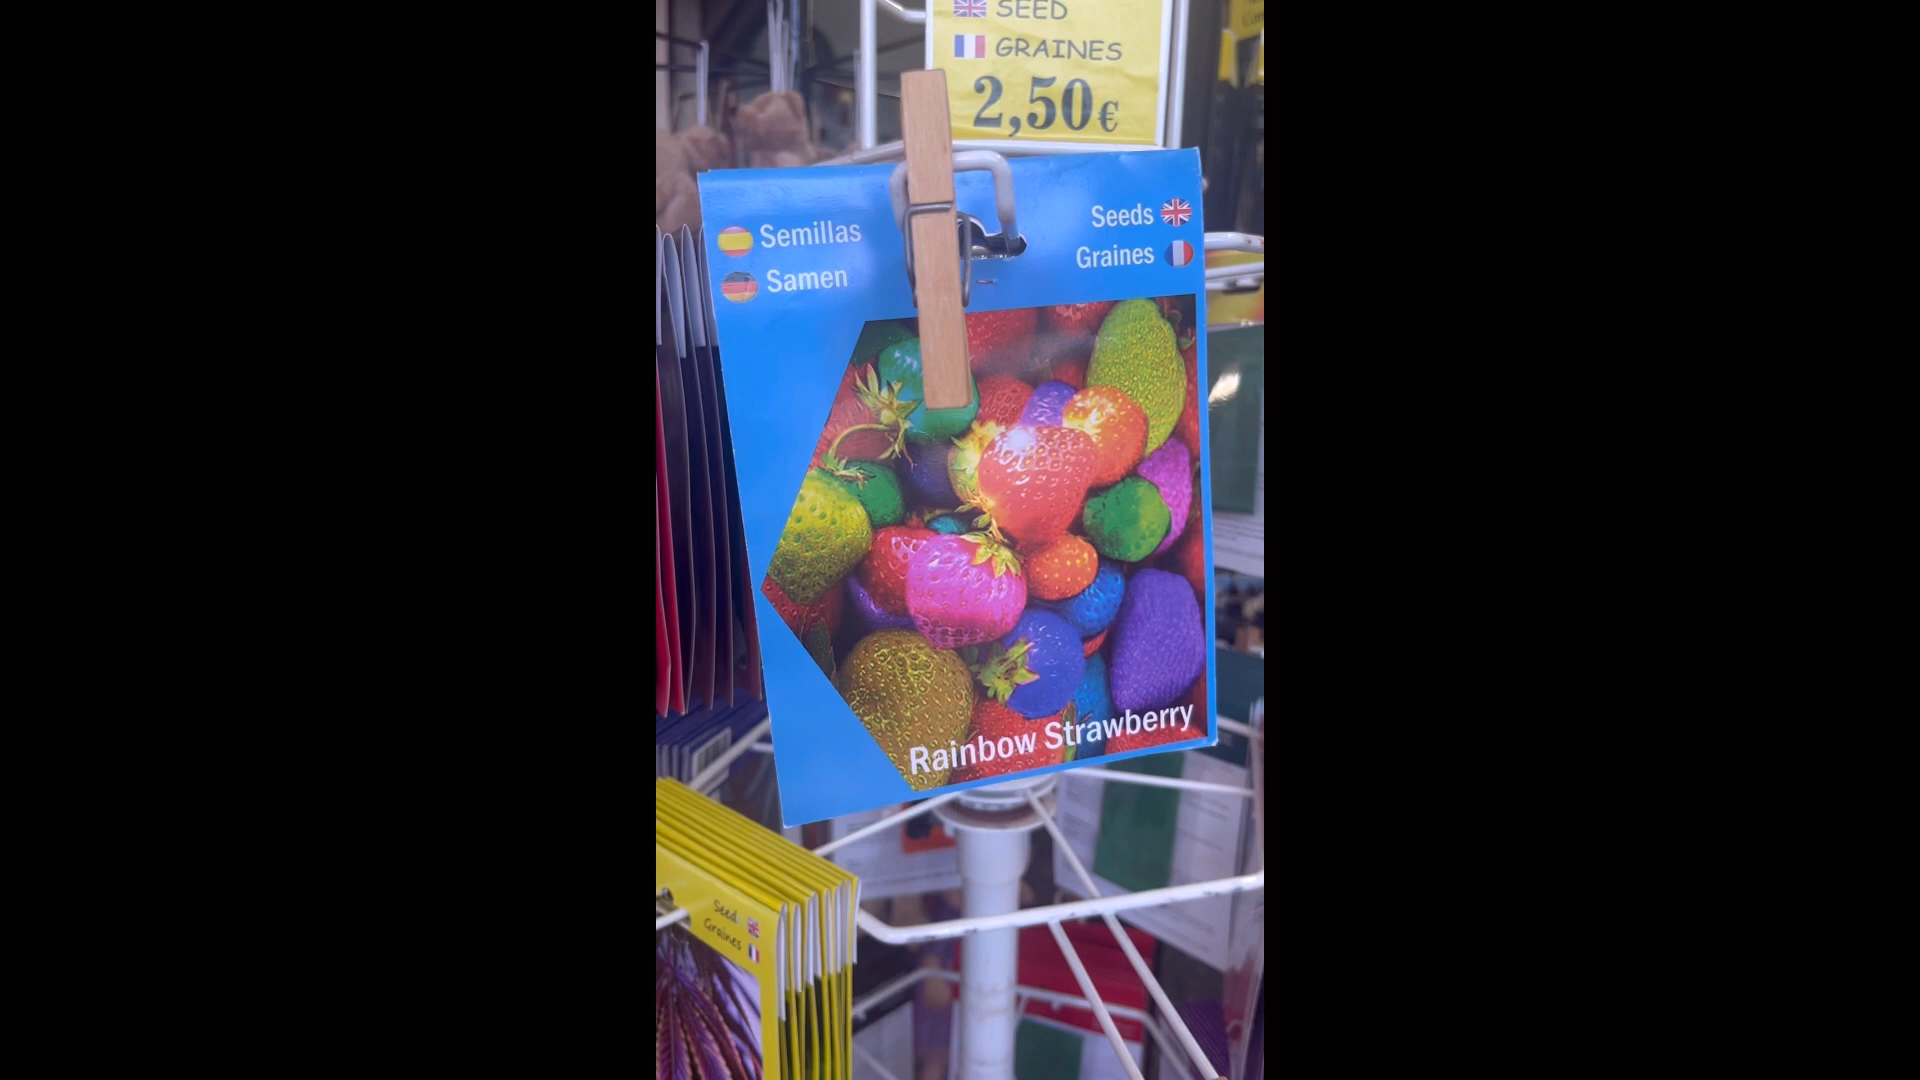 SEED
GRAINES
2,50€
Semillas
Samen
Seeds
Graines
Rainbow Strawberry
Seed
Graines